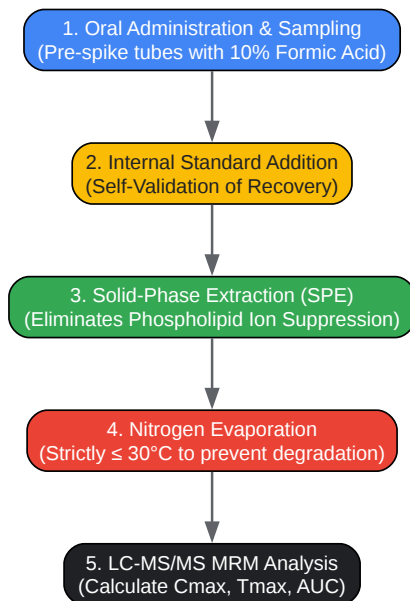 1. Oral Administration & Sampling
(Pre-spike tubes with 10% Formic Acid)
2. Internal Standard Addition
(Self-Validation of Recovery)
3. Solid-Phase Extraction (SPE)
(Eliminates Phospholipid Ion Suppression)
4. Nitrogen Evaporation
(Strictly ≤ 30°C to prevent degradation)
5. LC-MS/MS MRM Analysis
(Calculate Cmax, Tmax, AUC)